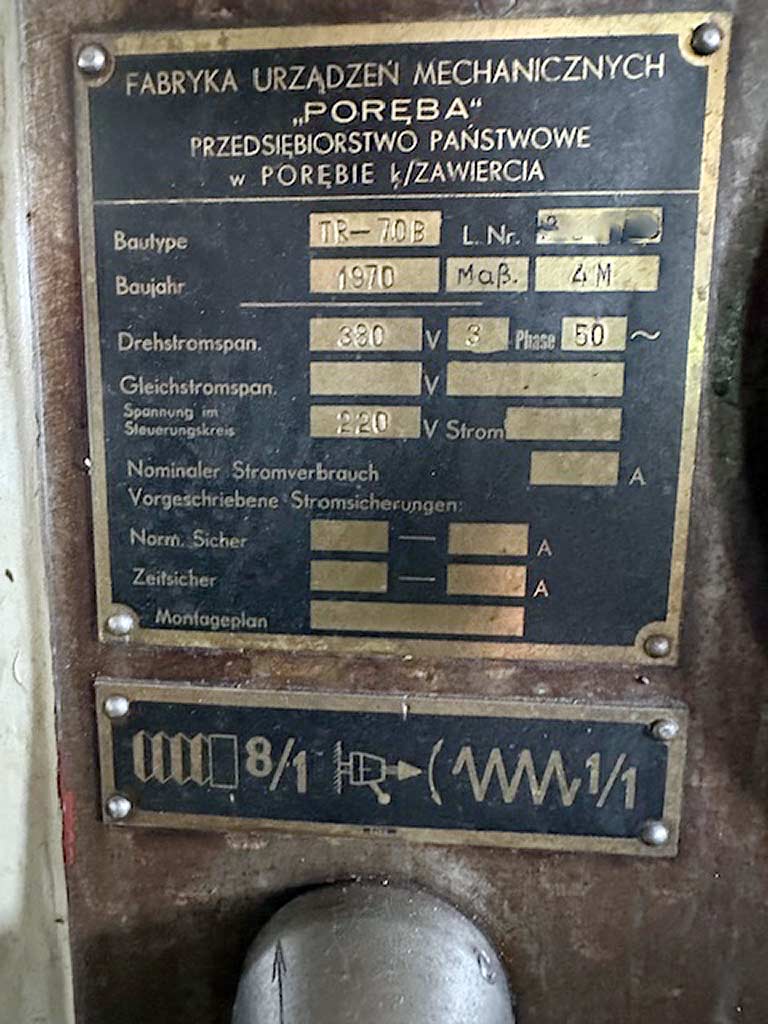 FABRYKA URZĄDZEŃ MECHANICZNYCH
„PORĘBA“
PRZEDSIĘBIORSTWO PAŃSTWOWE
w PORĘBIE k/ZAWIERCIA
Bautype TR-70B L. Nr.
Baujahr 1970 Maß. 4M
Drehstromspan. 380 V 3 Phase 50 ~
Gleichstromspan. V
Spannung im Steuerungskreis 220 V Strom
Nominaler Stromverbrauch A
Vorgeschriebene Stromsicherungen:
Norm. Sicher — A
Zeitsicher — A
Montageplan
8/1 1/1